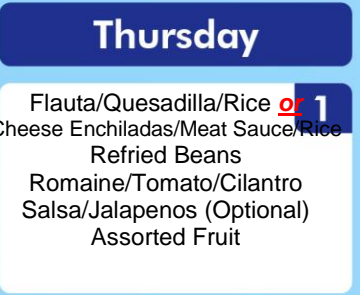 Thursday
1
Flauta/Quesadilla/Rice or
Cheese Enchiladas/Meat Sauce/Rice
Refried Beans
Romaine/Tomato/Cilantro
Salsa/Jalapenos (Optional)
Assorted Fruit